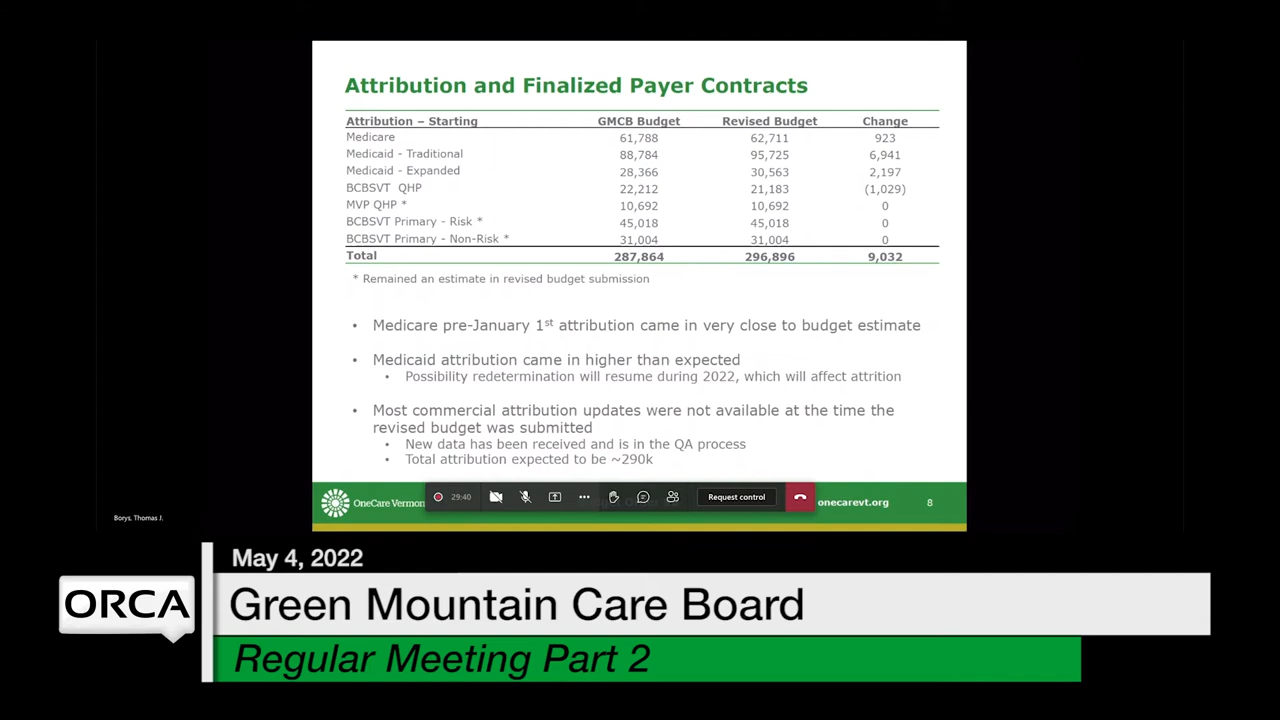 Attribution and Finalized Payer Contracts
Attribution – Starting GMCB Budget Revised Budget Change
Medicare 61,788 62,711 923
Medicaid - Traditional 88,784 95,725 6,941
Medicaid - Expanded 28,366 30,563 2,197
BCBSVT QHP 22,212 21,183 (1,029)
MVP QHP * 10,692 10,692 0
BCBSVT Primary - Risk * 45,018 45,018 0
BCBSVT Primary - Non-Risk * 31,004 31,004 0
Total 287,864 296,896 9,032
* Remained an estimate in revised budget submission
• Medicare pre-January 1st attribution came in very close to budget estimate
• Medicaid attribution came in higher than expected
• Possibility redetermination will resume during 2022, which will affect attrition
• Most commercial attribution updates were not available at the time the
revised budget was submitted
• New data has been received and is in the QA process
• Total attribution expected to be ~290k
OneCare Vermon
29:40
Request control
onecarevt.org
8
Borys, Thomas J.
May 4, 2022
ORCA
Green Mountain Care Board
Regular Meeting Part 2